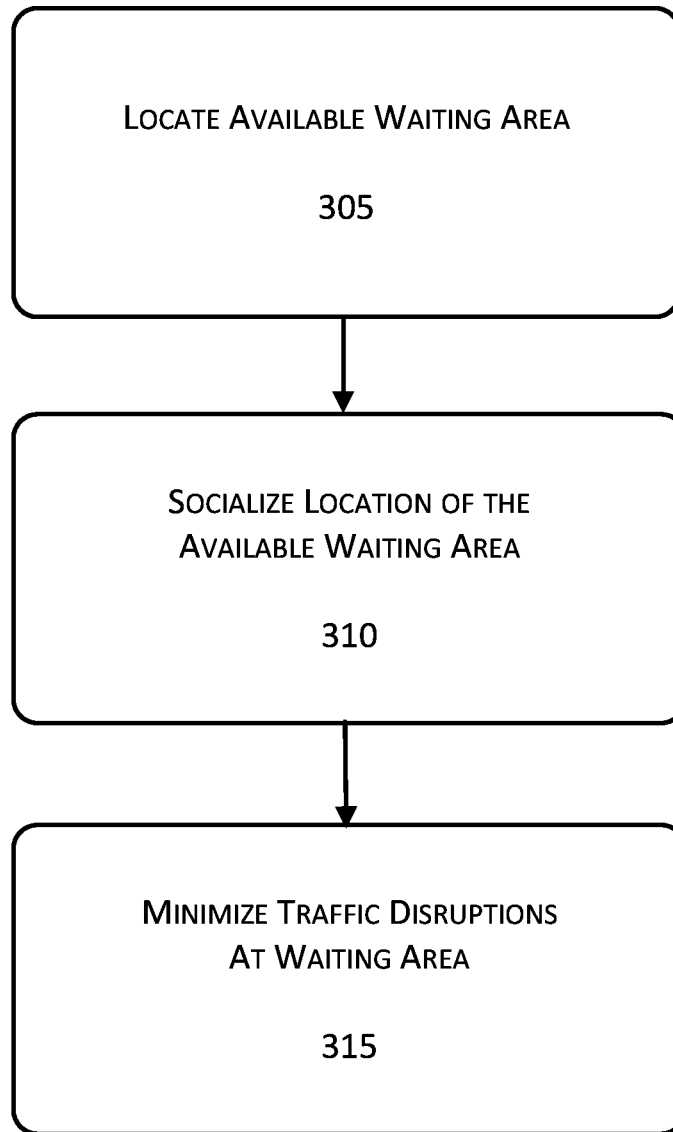 Locate Available Waiting Area
305
Socialize Location of the
Available Waiting Area
310
Minimize Traffic Disruptions
At Waiting Area
315